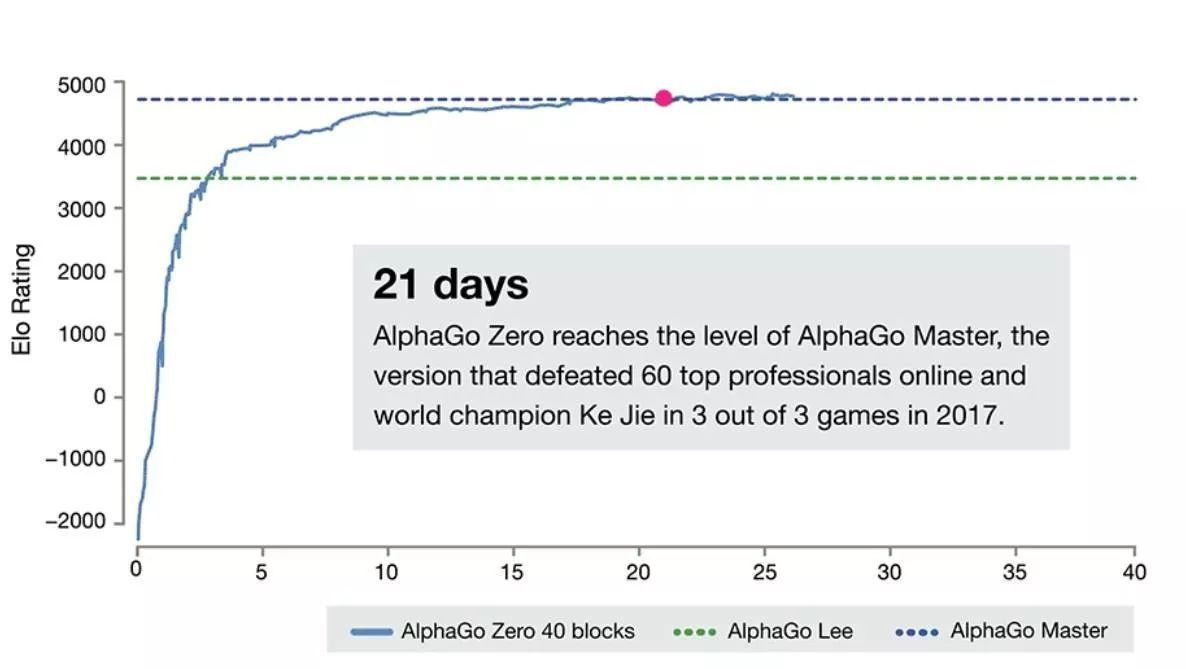 5000
4000
3000
2000
1000
0
−1000
−2000
Elo Rating
21 days
AlphaGo Zero reaches the level of AlphaGo Master, the
version that defeated 60 top professionals online and
world champion Ke Jie in 3 out of 3 games in 2017.
0 5 10 15 20 25 30 35 40
AlphaGo Zero 40 blocks AlphaGo Lee AlphaGo Master